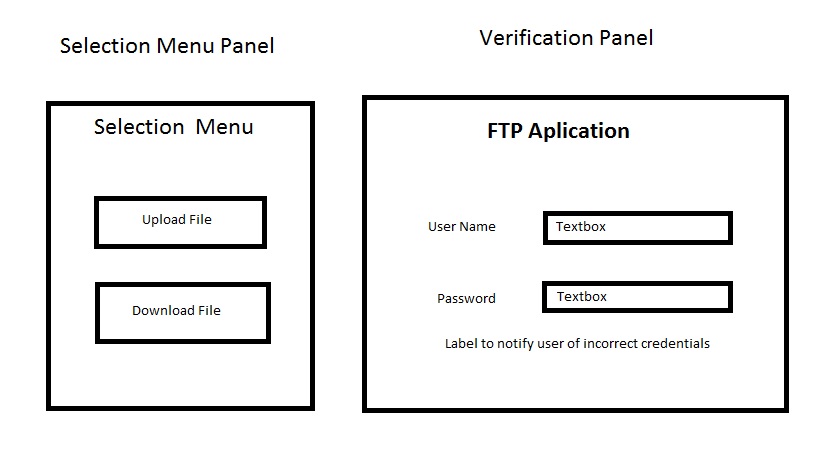 Selection Menu Panel
Verification Panel
Selection Menu
Upload File
Download File
FTP Aplication
User Name
Textbox
Password
Textbox
Label to notify user of incorrect credentials